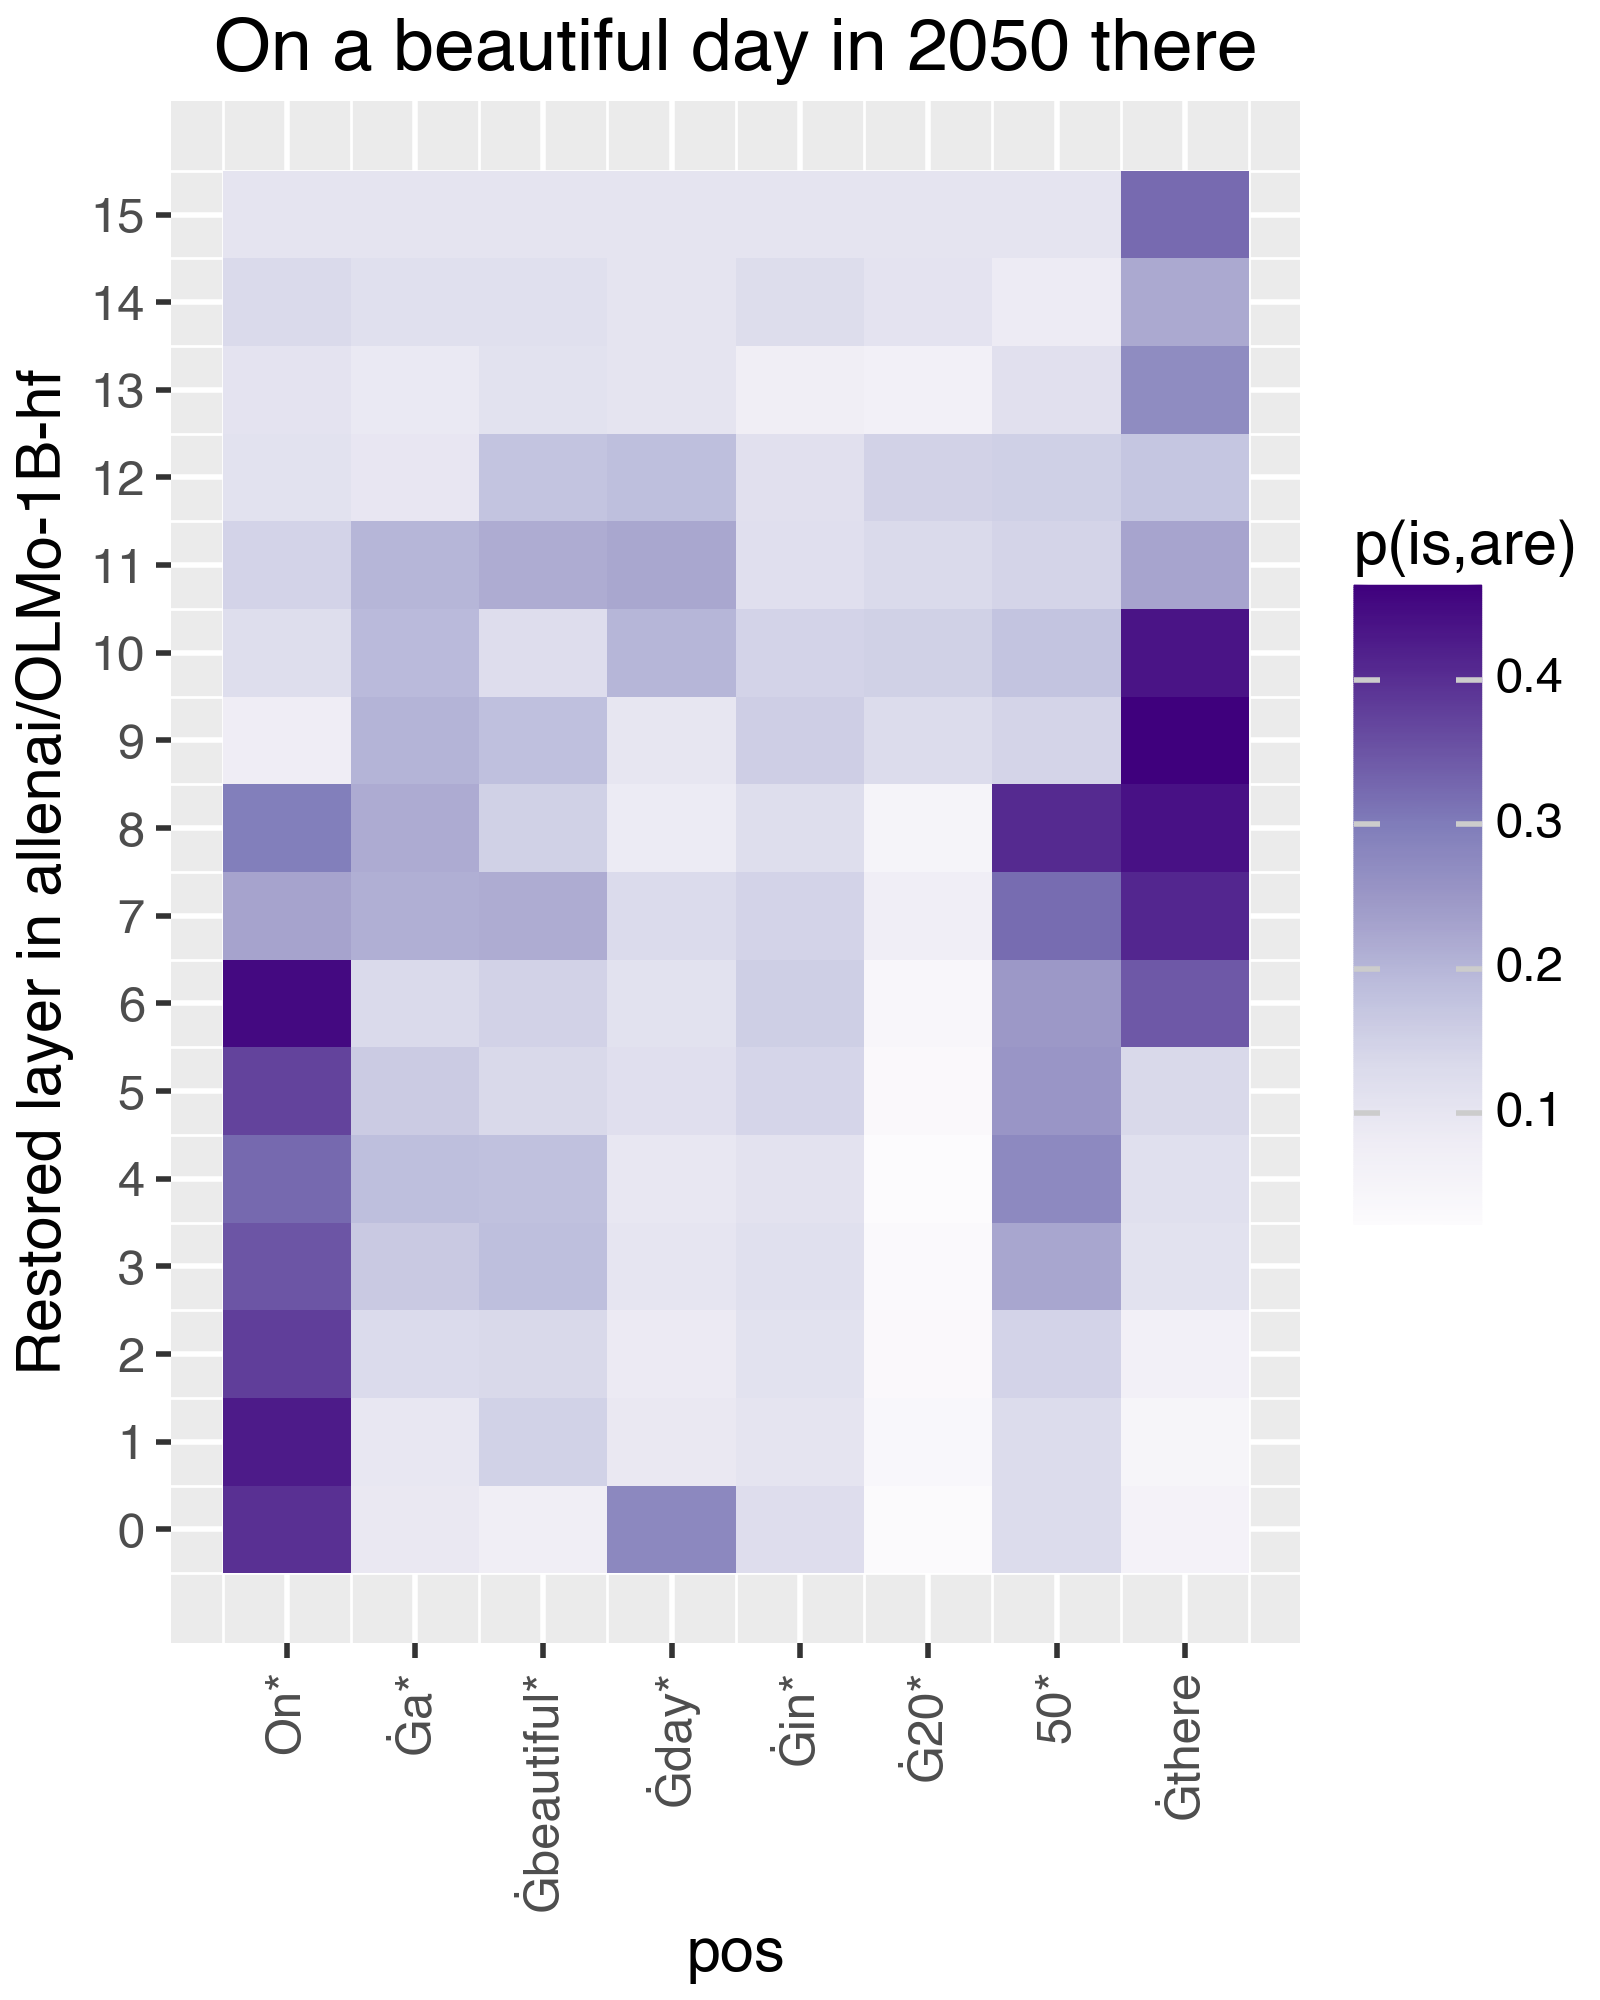 On a beautiful day in 2050 there
Restored layer in allenai/OLMo-1B-hf
15
14
13
12
11
10
9
8
7
6
5
4
3
2
1
0
On*
Ġa*
Ġbeautiful*
Ġday*
Ġin*
Ġ20*
50*
Ġthere
pos
p(is,are)
0.4
0.3
0.2
0.1